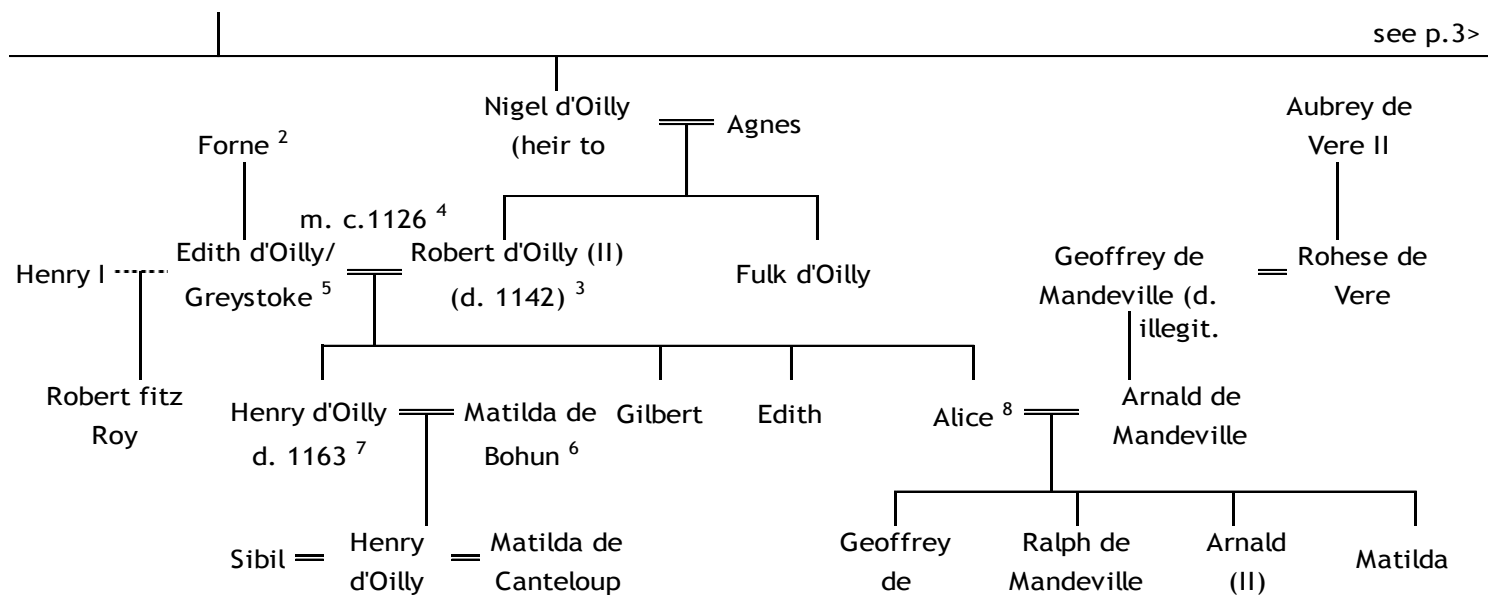 see p.3>
Nigel d'Oilly
(heir to
Agnes
Aubrey de
Vere II
Forne 2
m. c.1126 4
Henry I
Edith d'Oilly/
Greystoke 5
Robert d'Oilly (II)
(d. 1142) 3
Fulk d'Oilly
Geoffrey de
Mandeville (d.
illegit.
Rohese de
Vere
Robert fitz
Roy
Henry d'Oilly
d. 1163 7
Matilda de
Bohun 6
Gilbert
Edith
Alice 8
Arnald de
Mandeville
Sibil
Henry
d'Oilly
Matilda de
Canteloup
Geoffrey
de
Ralph de
Mandeville
Arnald
(II)
Matilda